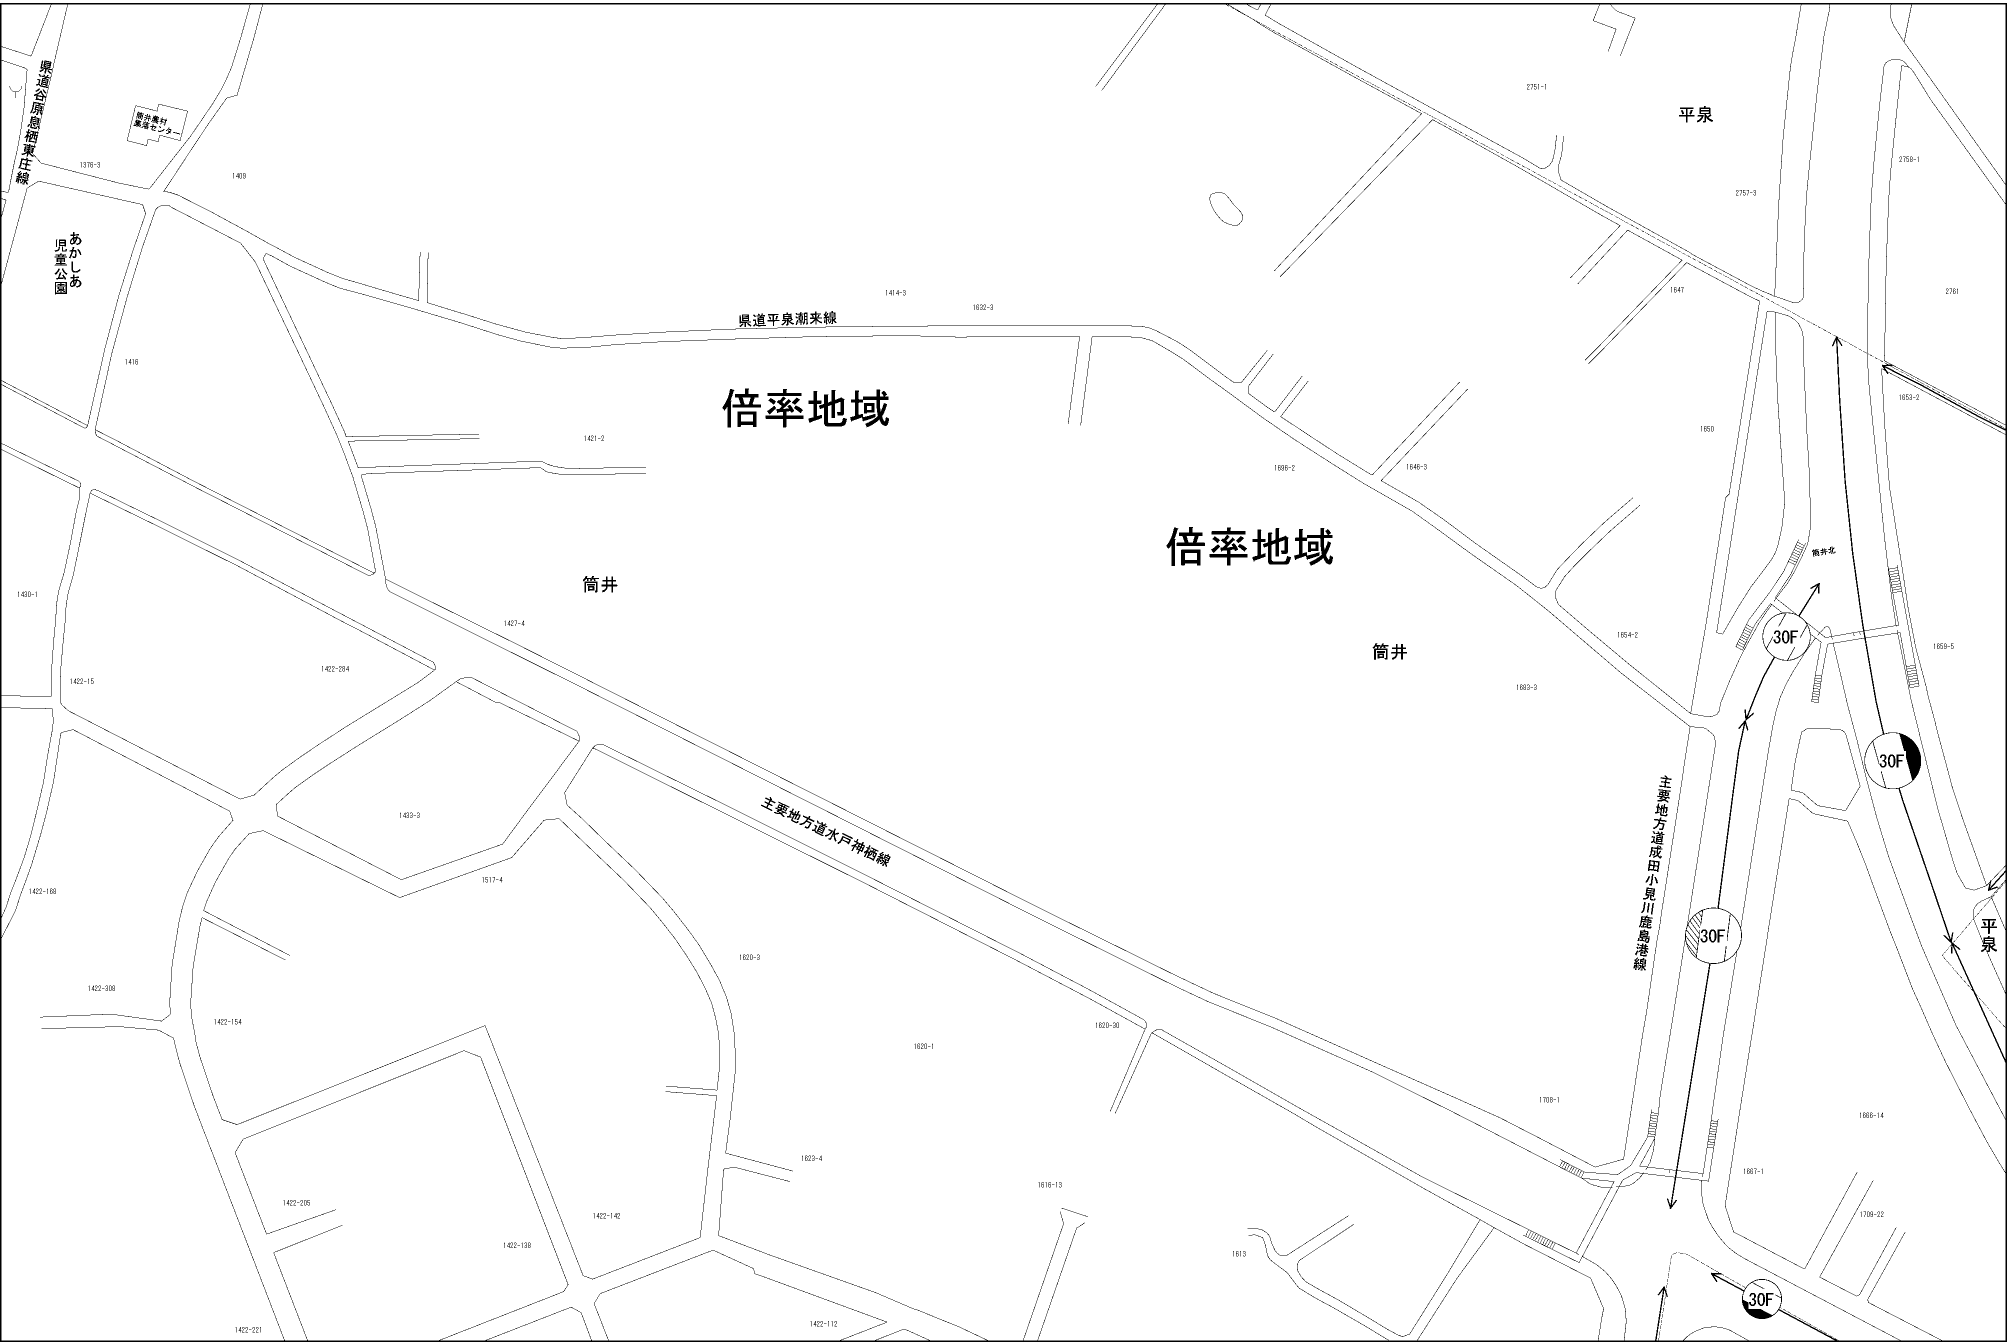 県道谷原息栖東庄線
筒井農村
集落センター
1376-3
1409
あかしあ
児童公園
1416
2751-1
平泉
2758-1
2757-3
2761
1647
1414-3
1632-3
県道平泉潮来線
倍率地域
1421-2
1653-2
1650
1696-2
1646-3
倍率地域
筒井北
筒井
1430-1
1427-4
30F
1654-2
1659-5
筒井
1422-284
1422-15
1683-3
30F
主要地方道水戸神栖線
主要地方道成田小見川鹿島港線
1433-3
1517-4
1422-168
30F
平泉
1620-3
1422-308
1422-154
1620-30
1620-1
1708-1
1666-14
1623-4
1667-1
1616-13
1422-205
1422-142
1709-22
1422-138
1613
30F
1422-221
1422-112